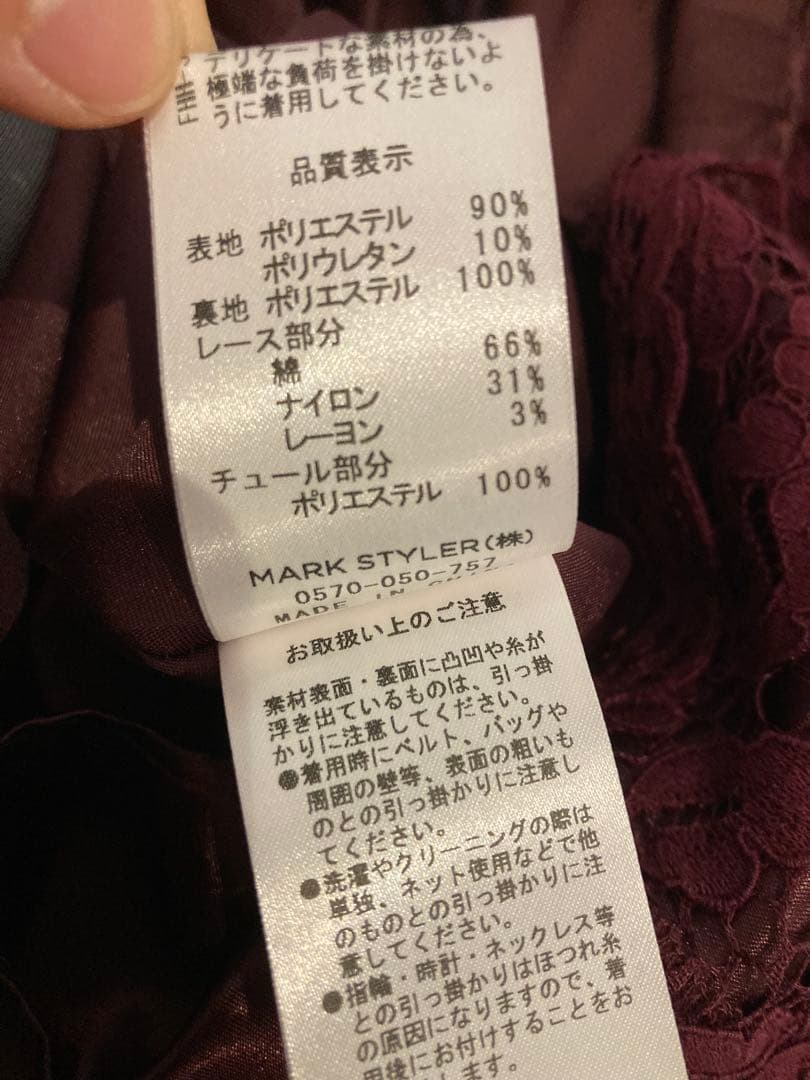 デリケートな素材の為、
極端な負荷を掛けないよ
うに着用してください。
品質表示
表地 ポリエステル 90%
ポリウレタン 10%
裏地 ポリエステル 100%
レース部分
綿 66%
ナイロン 31%
レーヨン 3%
チュール部分
ポリエステル 100%
MARK STYLER(株)
0570-050-757
MADE IN
お取扱い上のご注意
素材表面・裏面に凸凹や糸が
浮き出ているものは、引っ掛
かりに注意してください。
●着用時にベルト、バッグや
周囲の壁等、表面の粗いも
のとの引っ掛かりに注意し
てください。
●洗濯やクリーニングの際は
単独、ネット使用などで他
のものとの引っ掛かりに注
意してください。
●指輪・時計・ネックレス等
との引っ掛かりはほつれ糸
の原因になりますので、着
用後にお付けすることをお
します。